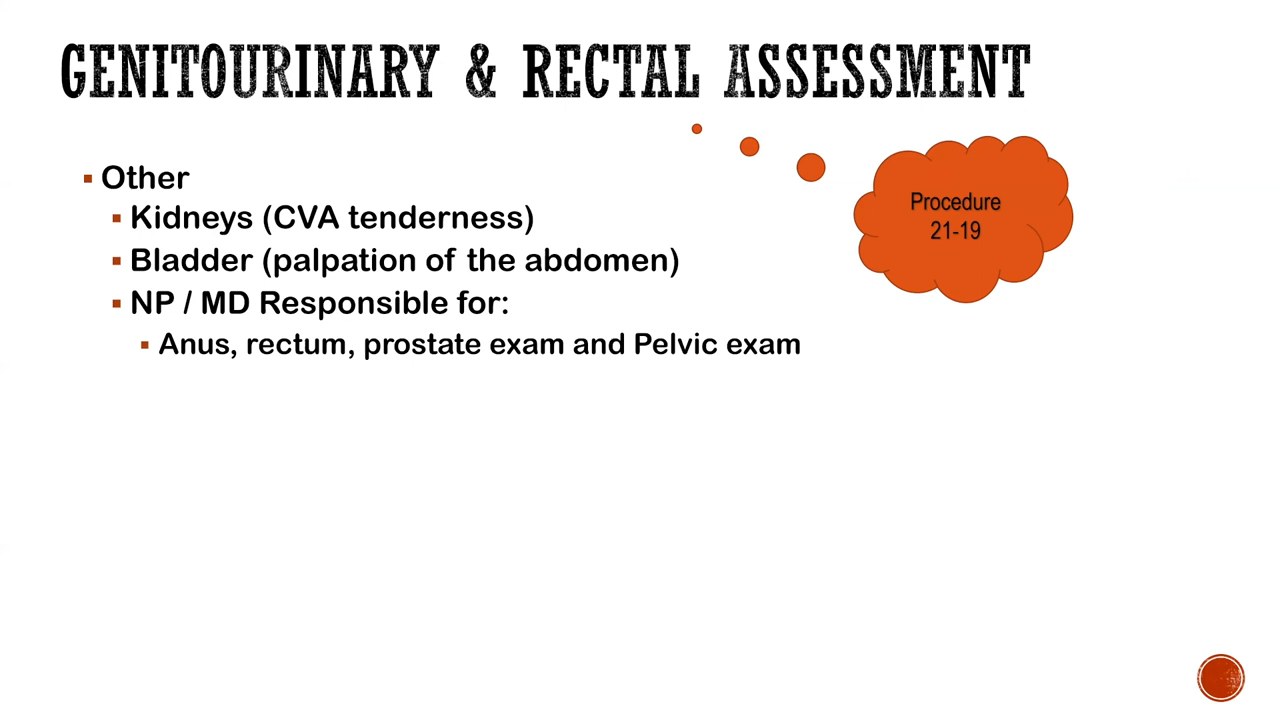 GENITOURINARY & RECTAL ASSESSMENT
Procedure
21-19
Other
Kidneys (CVA tenderness)
Bladder (palpation of the abdomen)
NP / MD Responsible for:
Anus, rectum, prostate exam and Pelvic exam